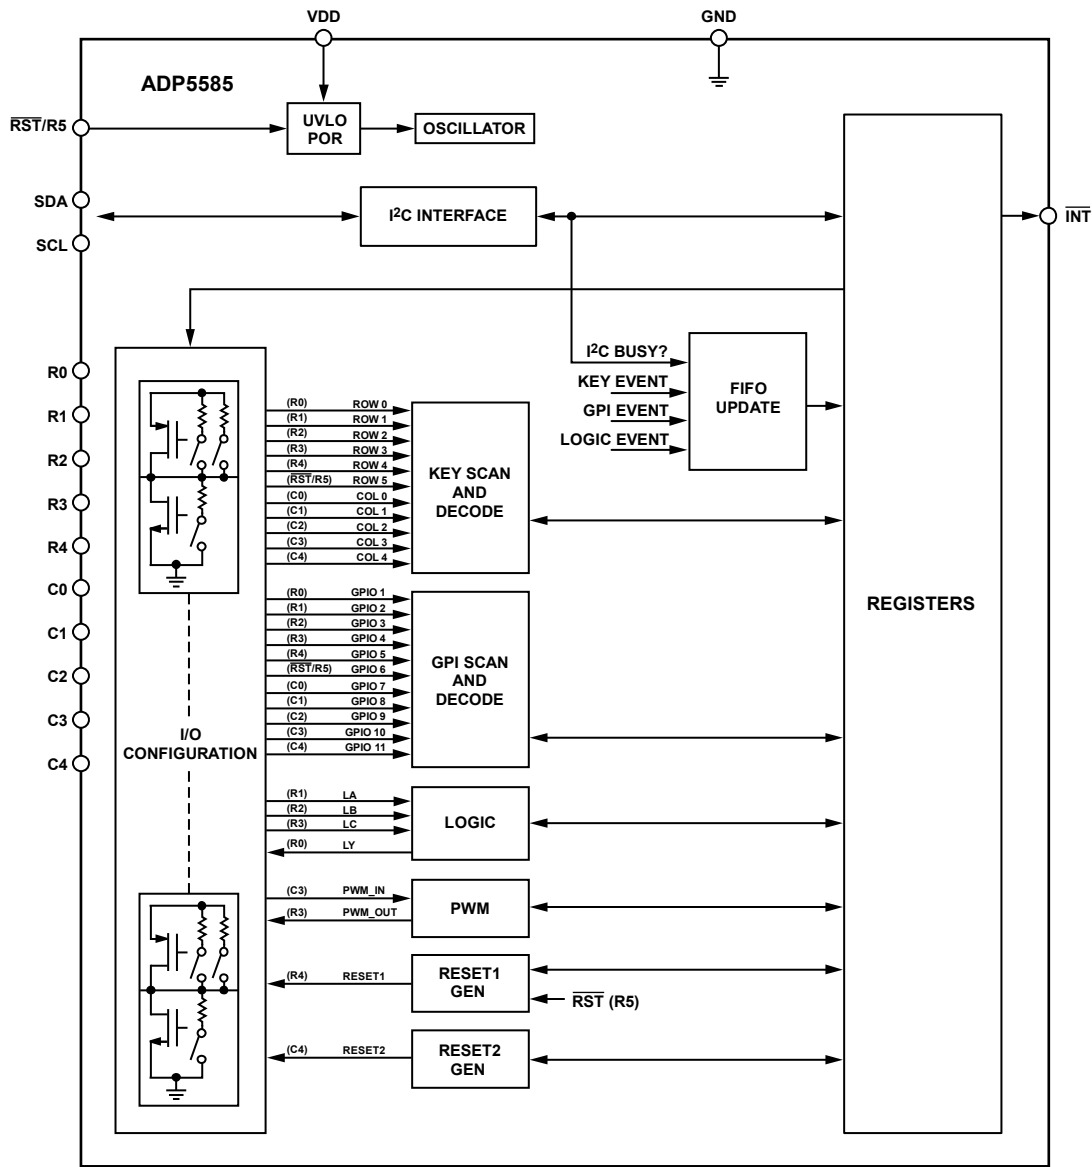 VDD
GND
ADP5585
RST/R5
UVLO
POR
OSCILLATOR
SDA
I²C INTERFACE
INT
SCL
I²C BUSY?
KEY EVENT
GPI EVENT
LOGIC EVENT
FIFO
UPDATE
R0
R1
R2
R3
R4
C0
C1
C2
C3
C4
(R0) ROW 0
(R1) ROW 1
(R2) ROW 2
(R3) ROW 3
(R4) ROW 4
(RST/R5) ROW 5
(C0) COL 0
(C1) COL 1
(C2) COL 2
(C3) COL 3
(C4) COL 4
KEY SCAN
AND
DECODE
(R0) GPIO 1
(R1) GPIO 2
(R2) GPIO 3
(R3) GPIO 4
(R4) GPIO 5
(RST/R5) GPIO 6
(C0) GPIO 7
(C1) GPIO 8
(C2) GPIO 9
(C3) GPIO 10
(C4) GPIO 11
GPI SCAN
AND
DECODE
REGISTERS
I/O
CONFIGURATION
(R1) LA
(R2) LB
(R3) LC
(R0) LY
LOGIC
(C3) PWM_IN
(R3) PWM_OUT
PWM
(R4) RESET1
RESET1
GEN
RST (R5)
(C4) RESET2
RESET2
GEN